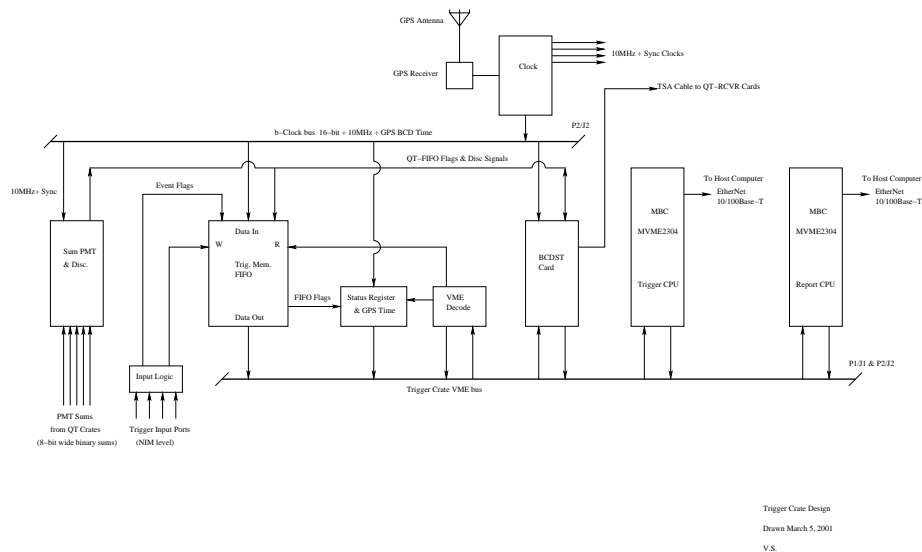 GPS Antenna
GPS Receiver
Clock
10MHz + Sync Clocks
TSA Cable to QT-RCVR Cards
b-Clock bus 16-bit + 10MHz + GPS BCD Time
P2/J2
QT-FIFO Flags & Disc Signals
10MHz+ Sync
Event Flags
To Host Computer
EtherNet
10/100Base-T
To Host Computer
EtherNet
10/100Base-T
Sum PMT
& Disc.
Data In
W
R
Trig. Mem.
FIFO
Data Out
FIFO Flags
Status Register
& GPS Time
VME
Decode
BCDST
Card
MBC
MVME2304
Trigger CPU
MBC
MVME2304
Report CPU
Input Logic
P1/J1 & P2/J2
Trigger Crate VME bus
PMT Sums
from QT Crates
(8-bit wide binary sums)
Trigger Input Ports
(NIM level)
Trigger Crate Design
Drawn March 5, 2001
V.S.